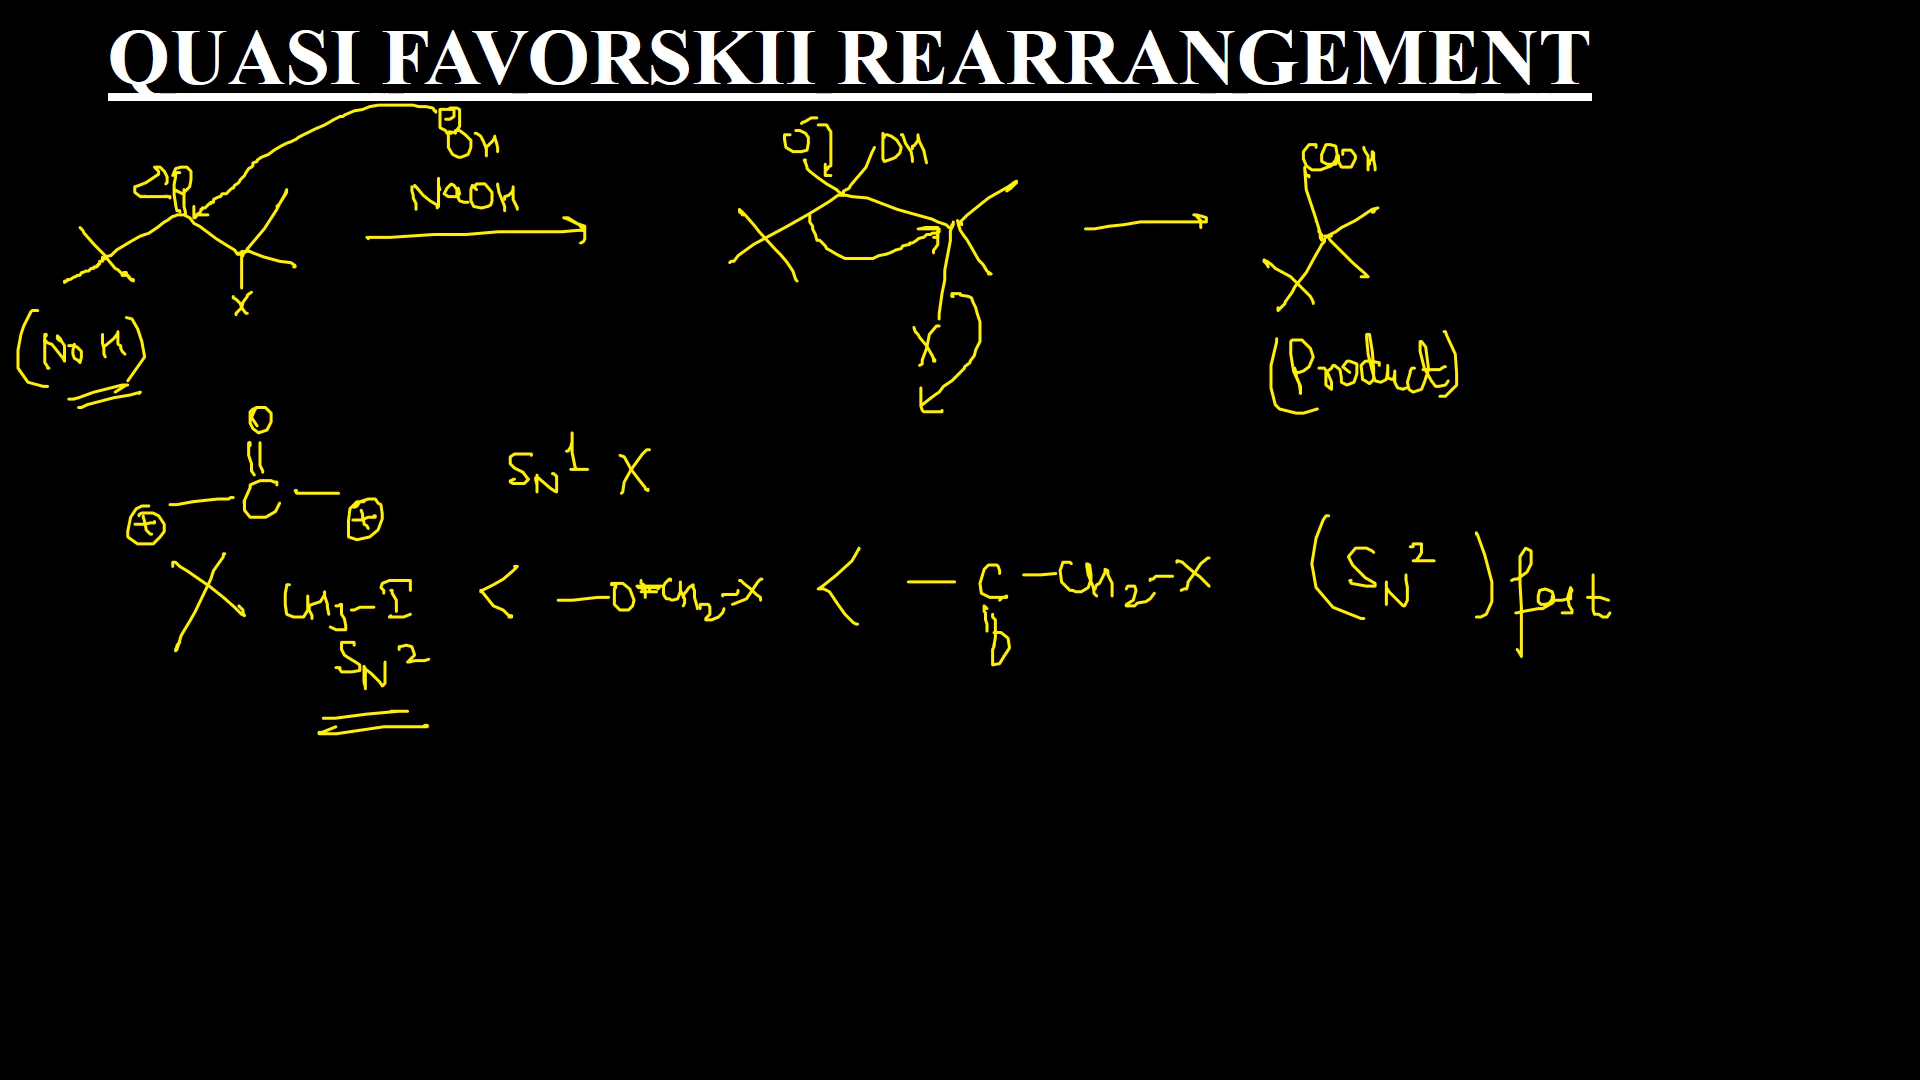 QUASI FAVORSKII REARRANGEMENT
O OH NaOH X
(No H)
O⁻ OH X
COOH
(Product)
O
||
⊕—C—⊕ SN1 X
X CH3-I < —O-CH2-X < —C-CH2-X (SN2) fast
O
SN2